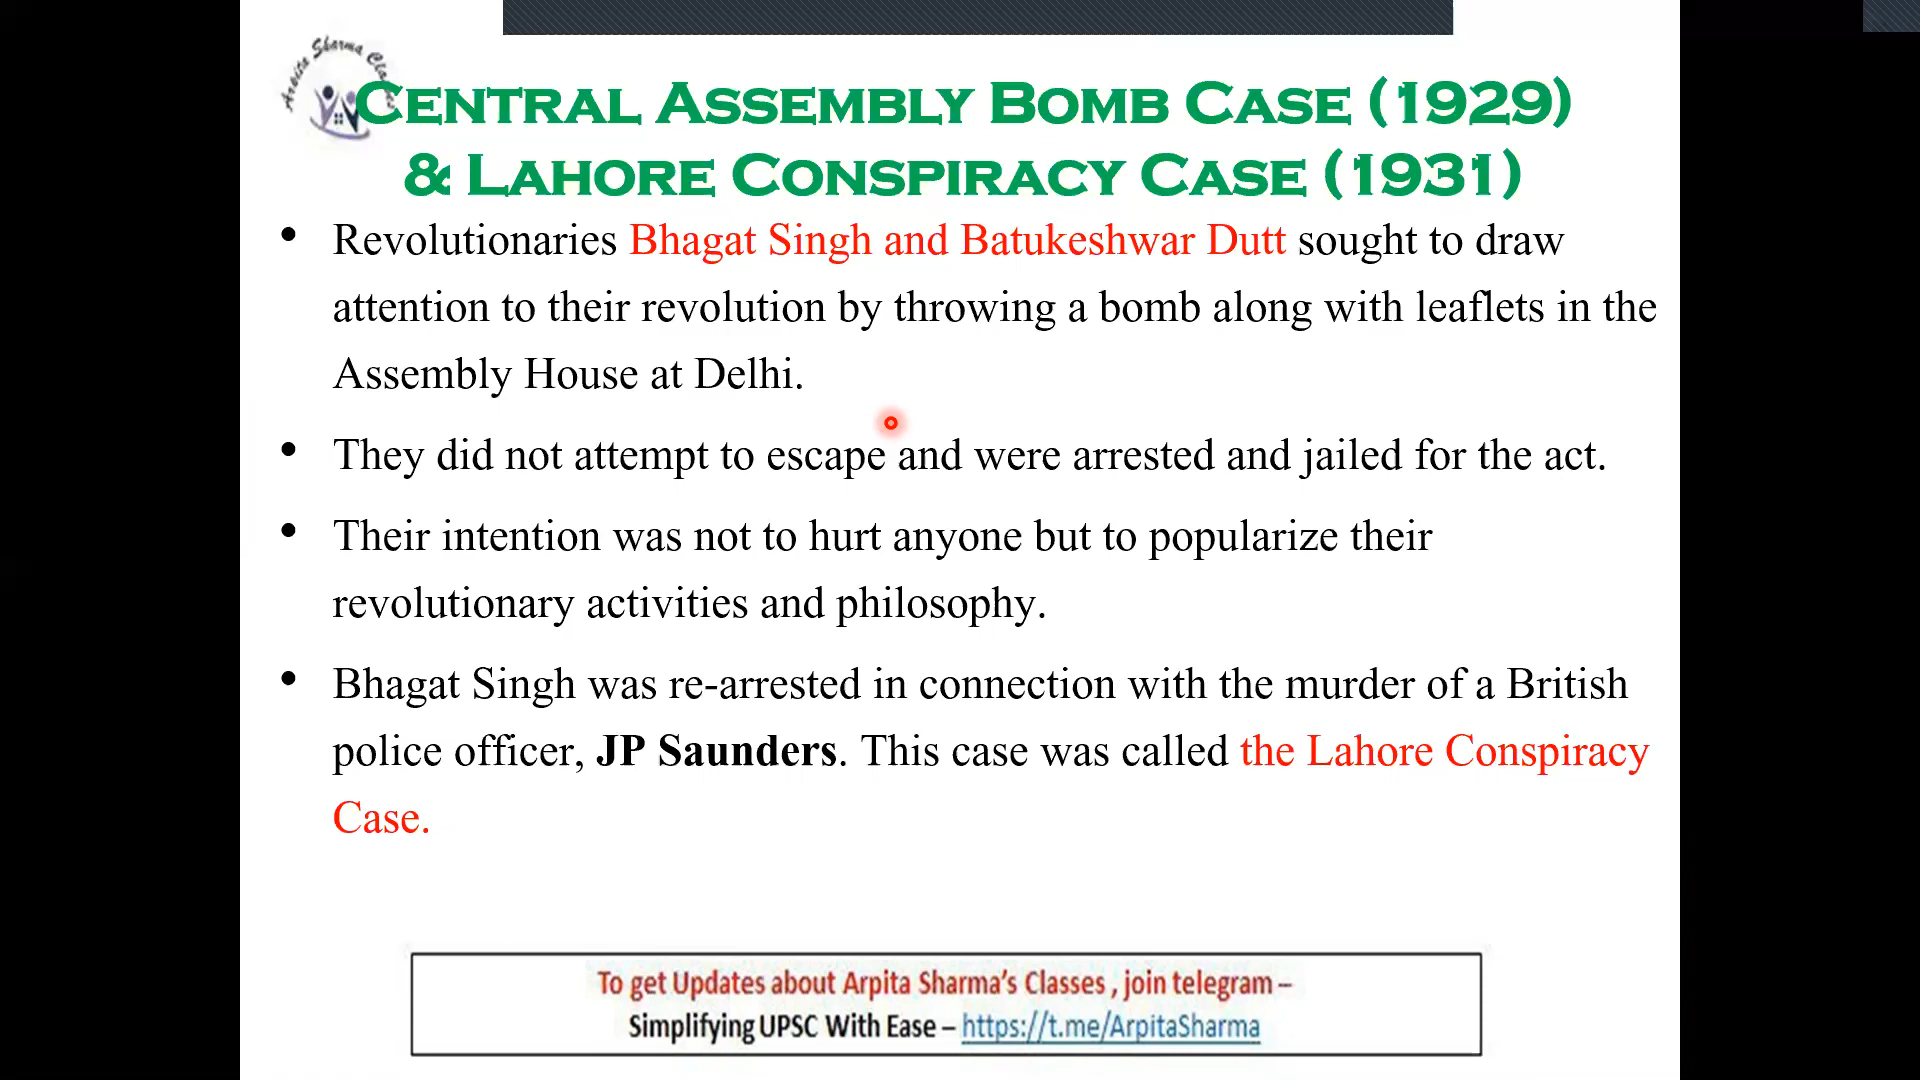 Arpita Sharma Classes
CENTRAL ASSEMBLY BOMB CASE (1929)
& LAHORE CONSPIRACY CASE (1931)
• Revolutionaries Bhagat Singh and Batukeshwar Dutt sought to draw
attention to their revolution by throwing a bomb along with leaflets in the
Assembly House at Delhi.
• They did not attempt to escape and were arrested and jailed for the act.
• Their intention was not to hurt anyone but to popularize their
revolutionary activities and philosophy.
• Bhagat Singh was re-arrested in connection with the murder of a British
police officer, JP Saunders. This case was called the Lahore Conspiracy
Case.
To get Updates about Arpita Sharma’s Classes , join telegram –
Simplifying UPSC With Ease – https://t.me/ArpitaSharma